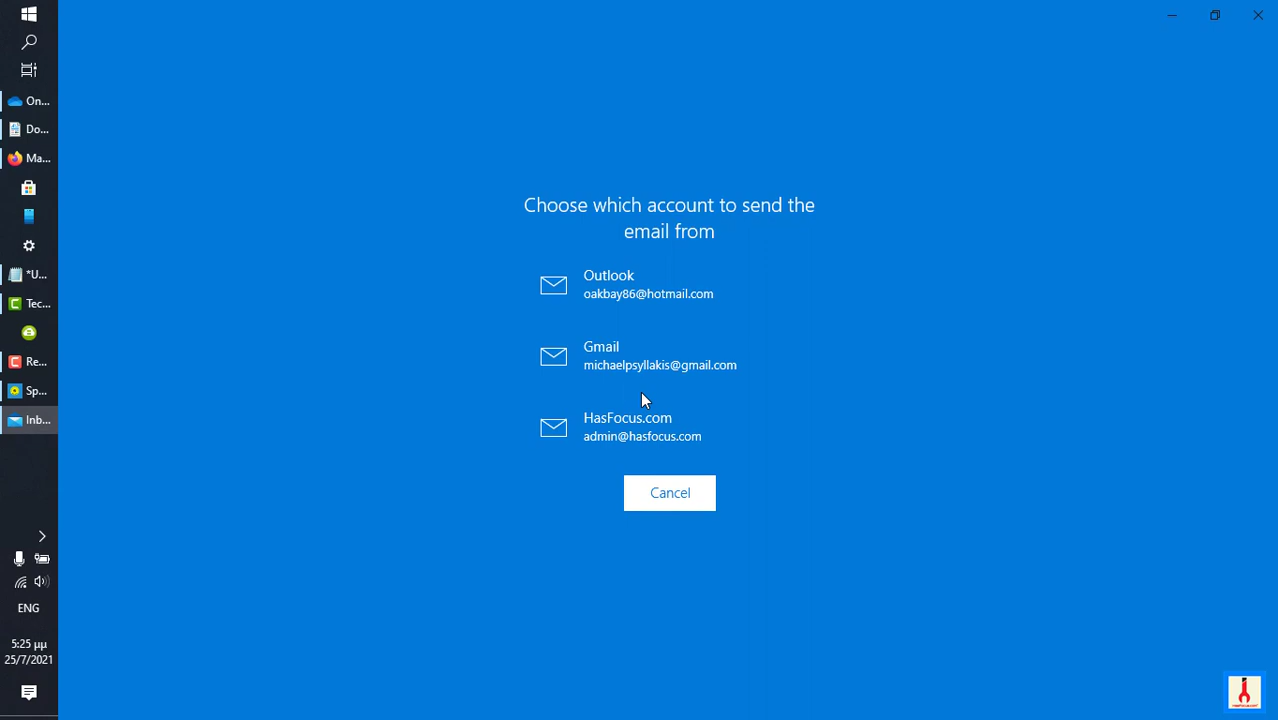 On...
Do...
Ma...
*U...
Tec...
Re...
Sp...
Inb...
ENG
5:25 μμ
25/7/2021
Choose which account to send the
email from
Outlook
oakbay86@hotmail.com
Gmail
michaelpsyllakis@gmail.com
HasFocus.com
admin@hasfocus.com
Cancel